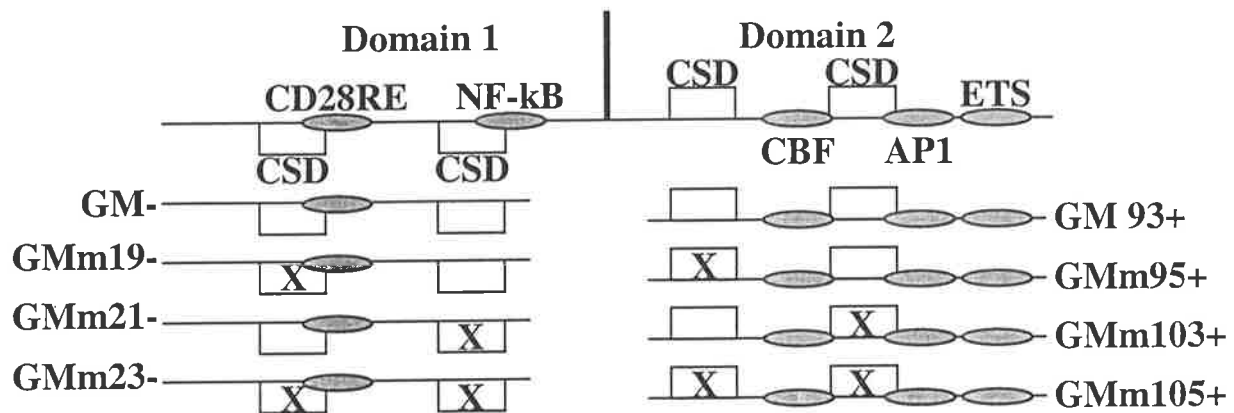 Domain 1 Domain 2
CSD CSD
CD28RE NF-kB ETS
CBF AP1
CSD CSD
GM-
GM 93+
GMm19- X
X GMm95+
GMm21- X
X GMm103+
GMm23- X X
X X GMm105+